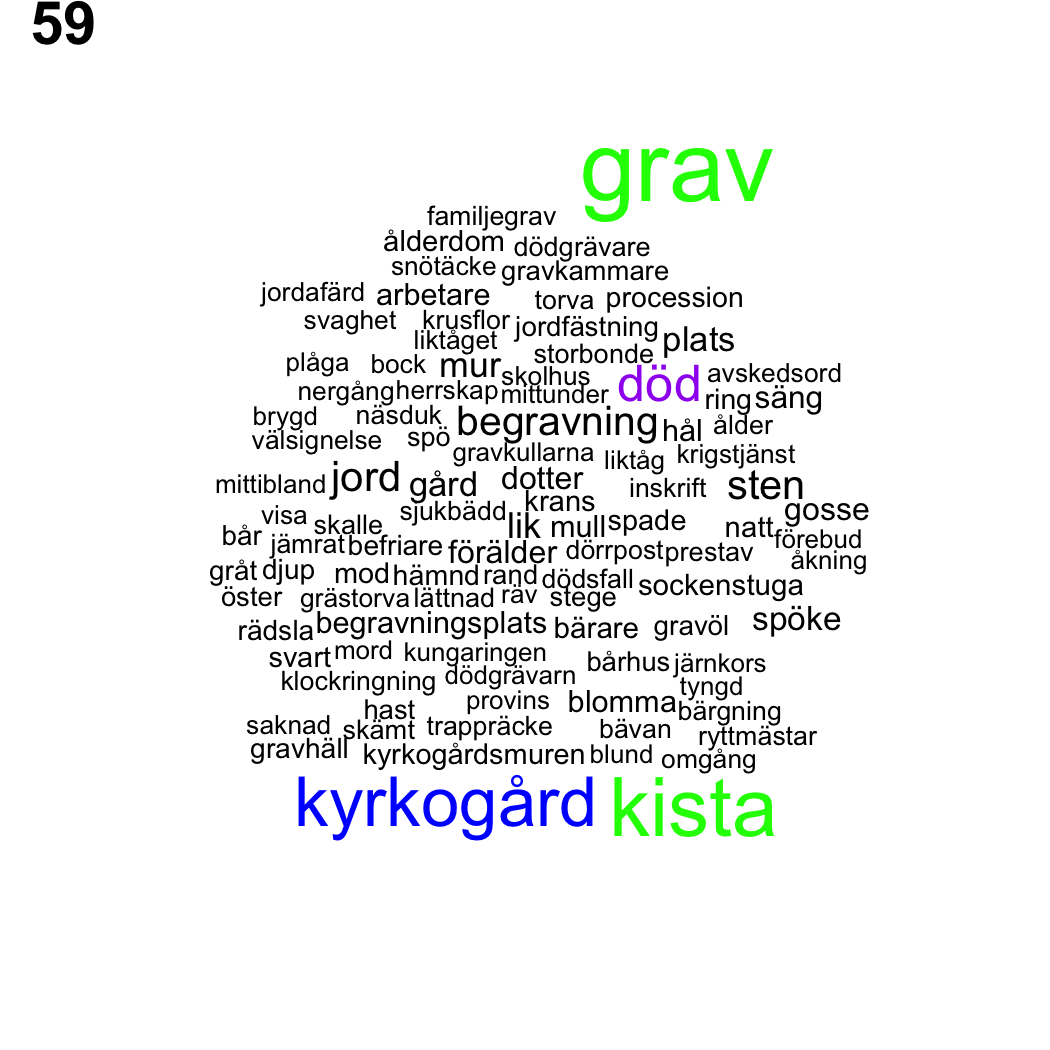 59
grav
familjegrav
ålderdom dödgrävare
snötäcke gravkammare
jordafärd arbetare torva procession
svaghet krusflor jordfästning
liktåget plats
plåga bock mur storbonde
skolhus död avskedsord
nergång herrskap mittunder ring säng
brygd näsduk begravning hål ålder
välsignelse spö
gravkullarna liktåg krigstjänst
mittibland jord gård dotter inskrift sten
visa skalle sjukbädd krans gosse
lik mull spade natt
bår jämrat befriare förälder dörrpost prestav förebud
åkning
gråt djup mod hämnd rand dödsfall sockenstuga
öster grästorva lättnad räv stege
rädsla begravningsplats bärare gravöl spöke
svart mord kungaringen bårhus järnkors
klockringning dödgrävarn tyngd
hast provins blomma bärgning
saknad skämt trappräcke bävan ryttmästar
gravhäll kyrkogårdsmuren blund omgång
kyrkogård kista